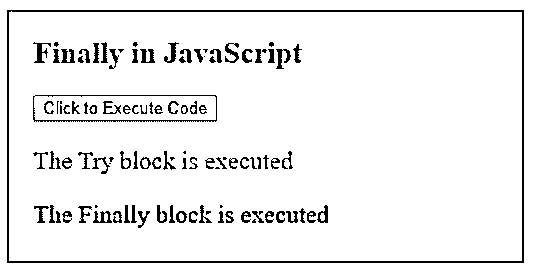 Finally in JavaScript
Click to Execute Code
The Try block is executed
The Finally block is executed